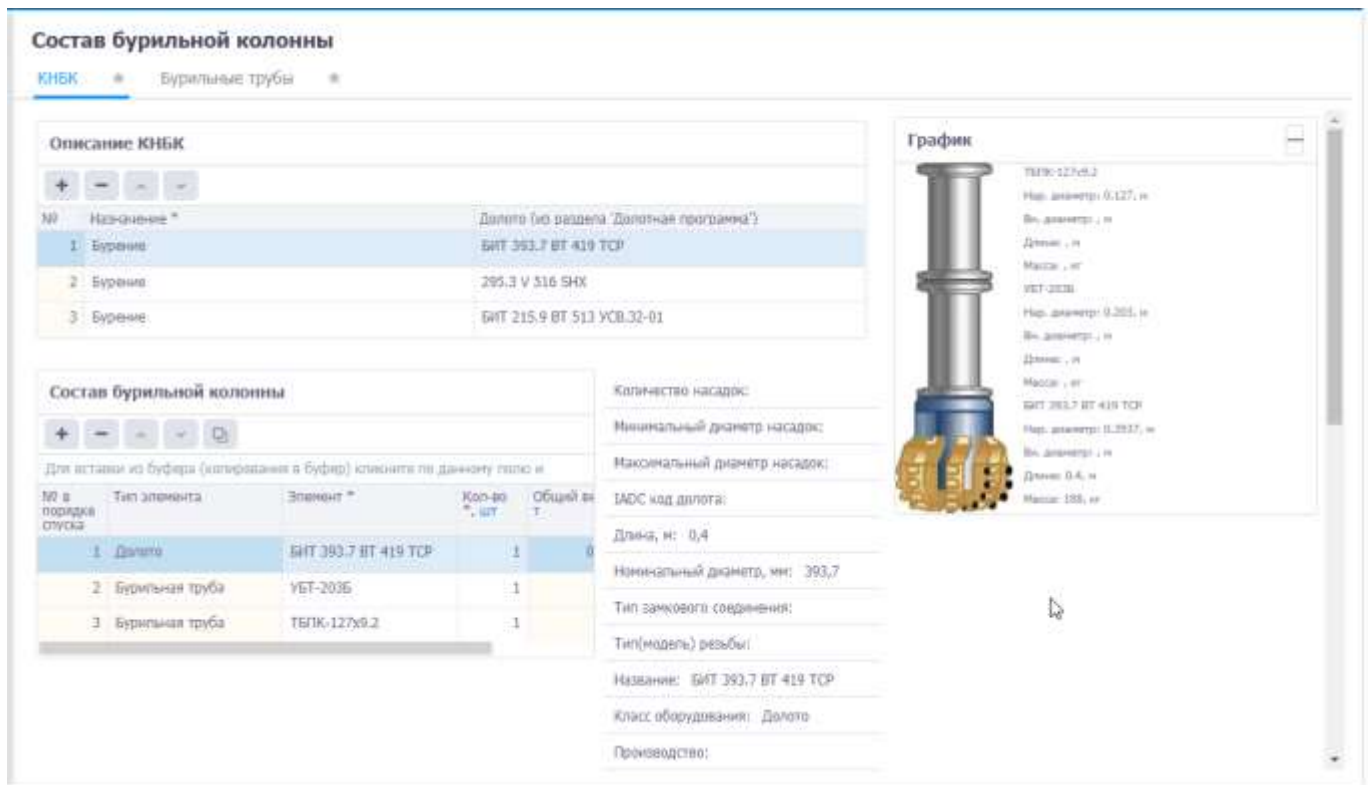 Состав бурильной колонны
КНБК
Бурильные трубы
Описание КНБК
№ Назначение * Долото (из раздела 'Долотная программа')
1 Бурение БИТ 393.7 ВТ 419 ТСР
2 Бурение 295.3 V 516 SHX
3 Бурение БИТ 215.9 ВТ 513 УСВ.32-01
Состав бурильной колонны
Для вставки из буфера (копирования в буфер) кликните по данному полю и
№ в порядке спуска Тип элемента Элемент * Кол-во *, шт Общий ве т
1 Долото БИТ 393.7 ВТ 419 ТСР 1 0
2 Бурильная труба УБТ-203Б 1
3 Бурильная труба ТБПК-127х9.2 1
Количество насадок:
Минимальный диаметр насадок:
Максимальный диаметр насадок:
IADC код долота:
Длина, м: 0,4
Номинальный диаметр, мм: 393,7
Тип замкового соединения:
Тип(модель) резьбы:
Название: БИТ 393.7 ВТ 419 ТСР
Класс оборудования: Долото
Производство:
График
ТБПК-127х9.2
Нар. диаметр: 0.127, м
Вн. диаметр: , м
Длина: , м
Масса: , кг
УБТ-203Б
Нар. диаметр: 0.203, м
Вн. диаметр: , м
Длина: , м
Масса: , кг
БИТ 393.7 ВТ 419 ТСР
Нар. диаметр: 0.3937, м
Вн. диаметр: , м
Длина: 0.4, м
Масса: 188, кг